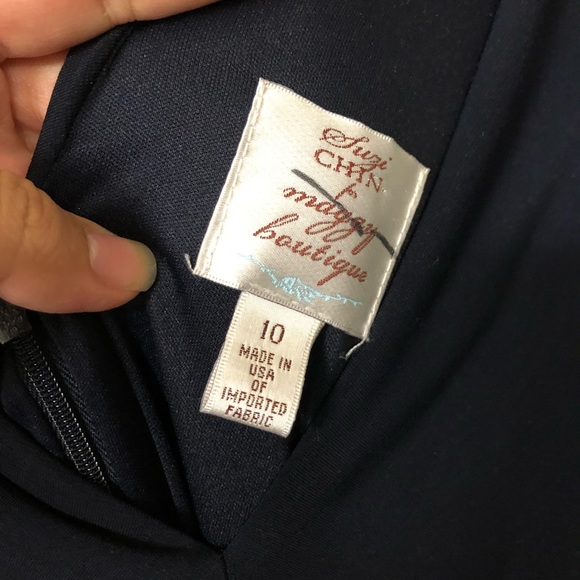 Suzi
CHIN
for
maggy
boutique
10
MADE IN
USA
OF
IMPORTED
FABRIC